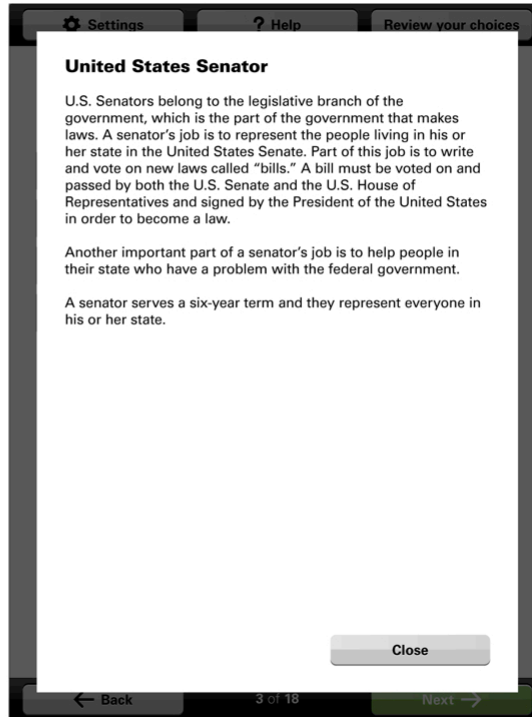 Settings
? Help
Review your choices
United States Senator
U.S. Senators belong to the legislative branch of the
government, which is the part of the government that makes
laws. A senator’s job is to represent the people living in his or
her state in the United States Senate. Part of this job is to write
and vote on new laws called “bills.” A bill must be voted on and
passed by both the U.S. Senate and the U.S. House of
Representatives and signed by the President of the United States
in order to become a law.
Another important part of a senator’s job is to help people in
their state who have a problem with the federal government.
A senator serves a six-year term and they represent everyone in
his or her state.
Close
← Back
3 of 18
Next →